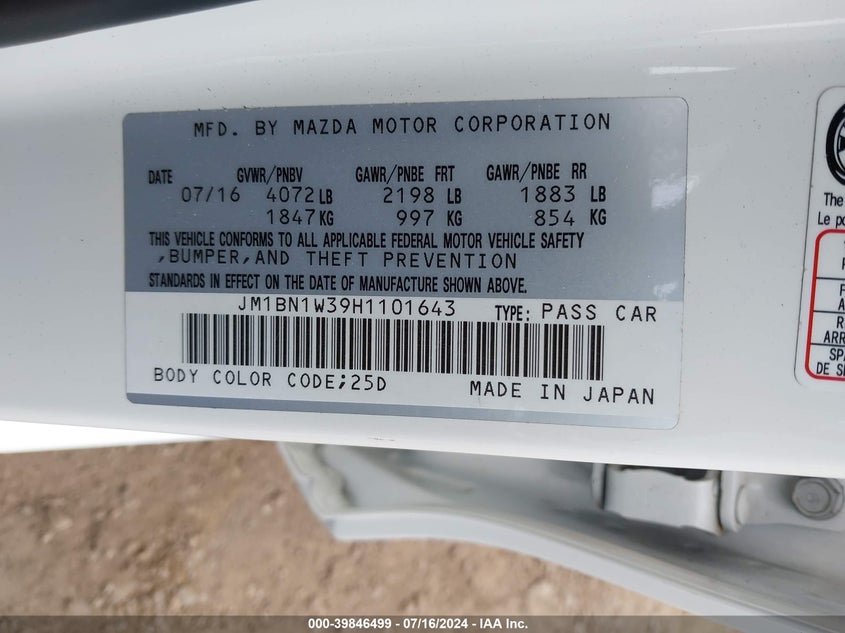 MFD. BY MAZDA MOTOR CORPORATION
DATE GVWR/PNBV GAWR/PNBE FRT GAWR/PNBE RR
07/16 4072 LB 2198 LB 1883 LB
1847 KG 997 KG 854 KG
THIS VEHICLE CONFORMS TO ALL APPLICABLE FEDERAL MOTOR VEHICLE SAFETY
,BUMPER,AND THEFT PREVENTION
STANDARDS IN EFFECT ON THE DATE OF MANUFACTURE SHOWN ABOVE.
JM1BN1W39H1101643 TYPE: PASS CAR
BODY COLOR CODE;25D MADE IN JAPAN
The
Le
DE
000-39846499 - 07/16/2024 - IAA Inc.